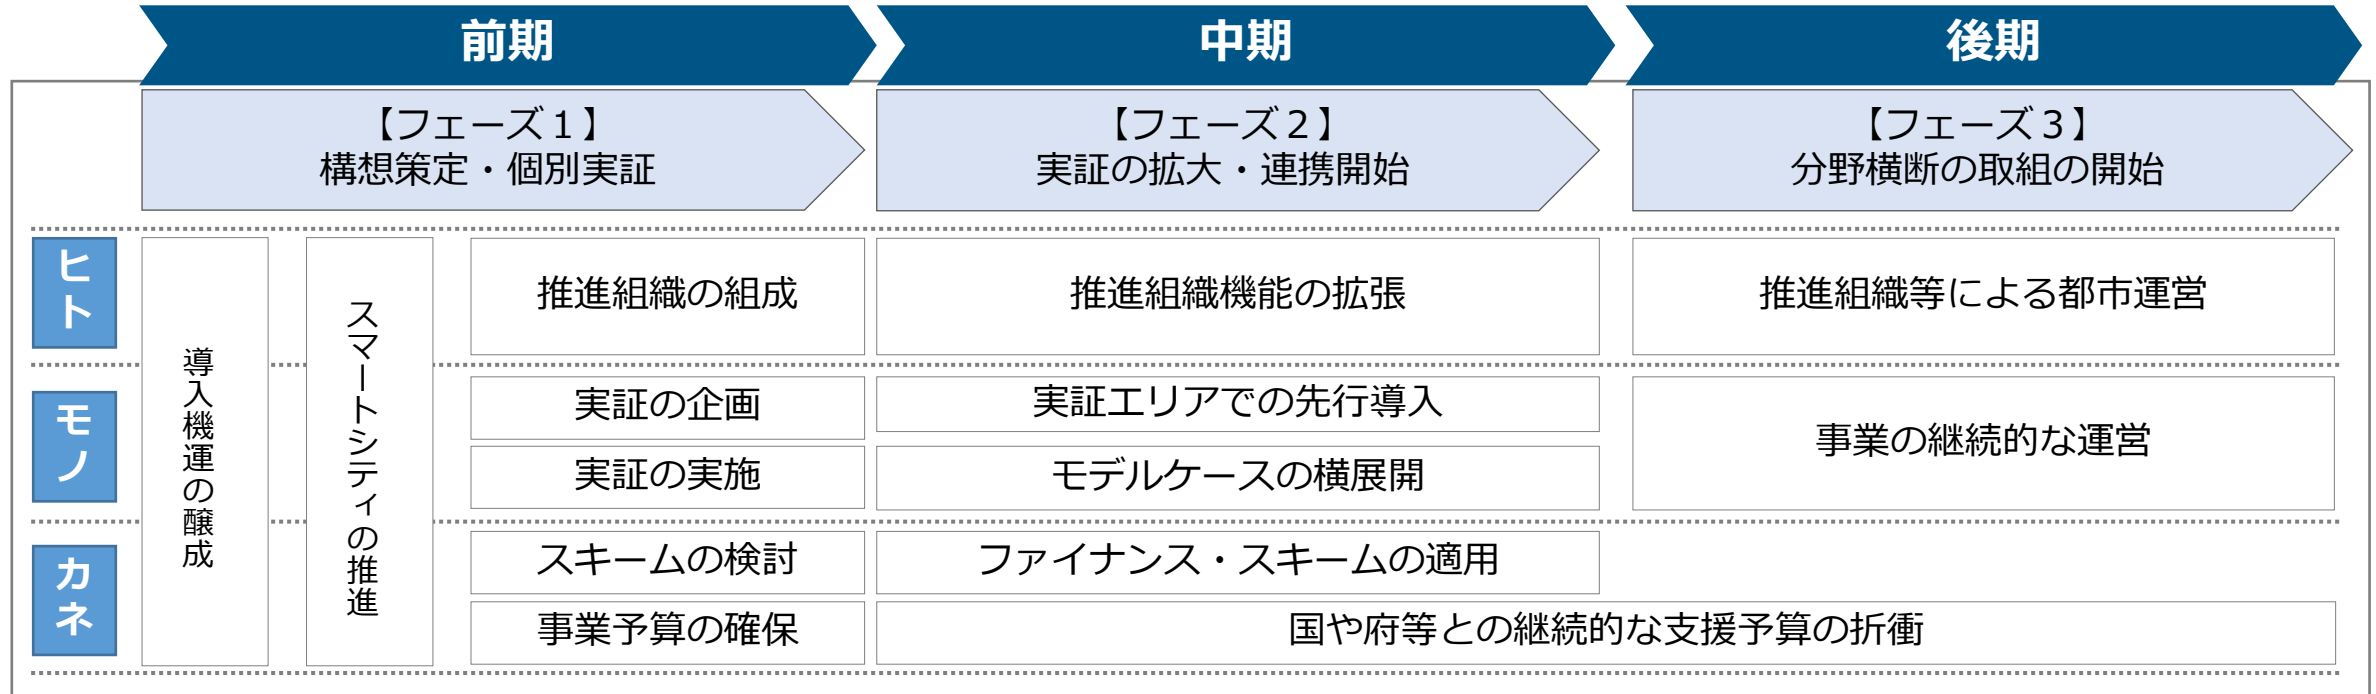 前期
中期
後期
【フェーズ１】
構想策定・個別実証
【フェーズ２】
実証の拡大・連携開始
【フェーズ３】
分野横断の取組の開始
ヒト
導入機運の醸成
スマートシティの推進
推進組織の組成
推進組織機能の拡張
推進組織等による都市運営
モノ
実証の企画
実証エリアでの先行導入
事業の継続的な運営
実証の実施
モデルケースの横展開
カネ
スキームの検討
ファイナンス・スキームの適用
事業予算の確保
国や府等との継続的な支援予算の折衝